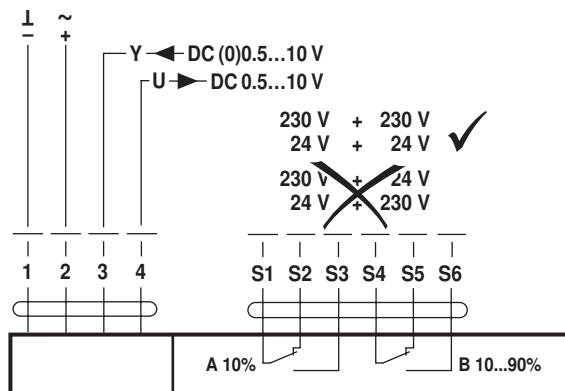 ⊥ ~
– +
Y DC (0)0.5...10 V
U DC 0.5...10 V
230 V + 230 V
24 V + 24 V
230 V + 24 V
24 V + 230 V
1 2 3 4 S1 S2 S3 S4 S5 S6
A 10% B 10...90%